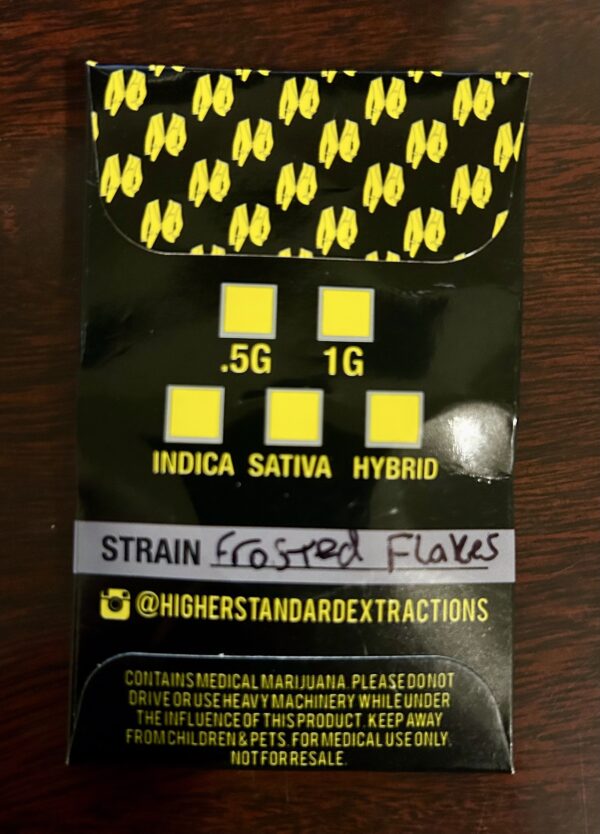 .5G 1G
INDICA SATIVA HYBRID
STRAIN Frosted Flakes
@HIGHERSTANDARDEXTRACTIONS
CONTAINS MEDICAL MARIJUANA. PLEASE DO NOT
DRIVE OR USE HEAVY MACHINERY WHILE UNDER
THE INFLUENCE OF THIS PRODUCT. KEEP AWAY
FROM CHILDREN & PETS. FOR MEDICAL USE ONLY.
NOT FOR RESALE.